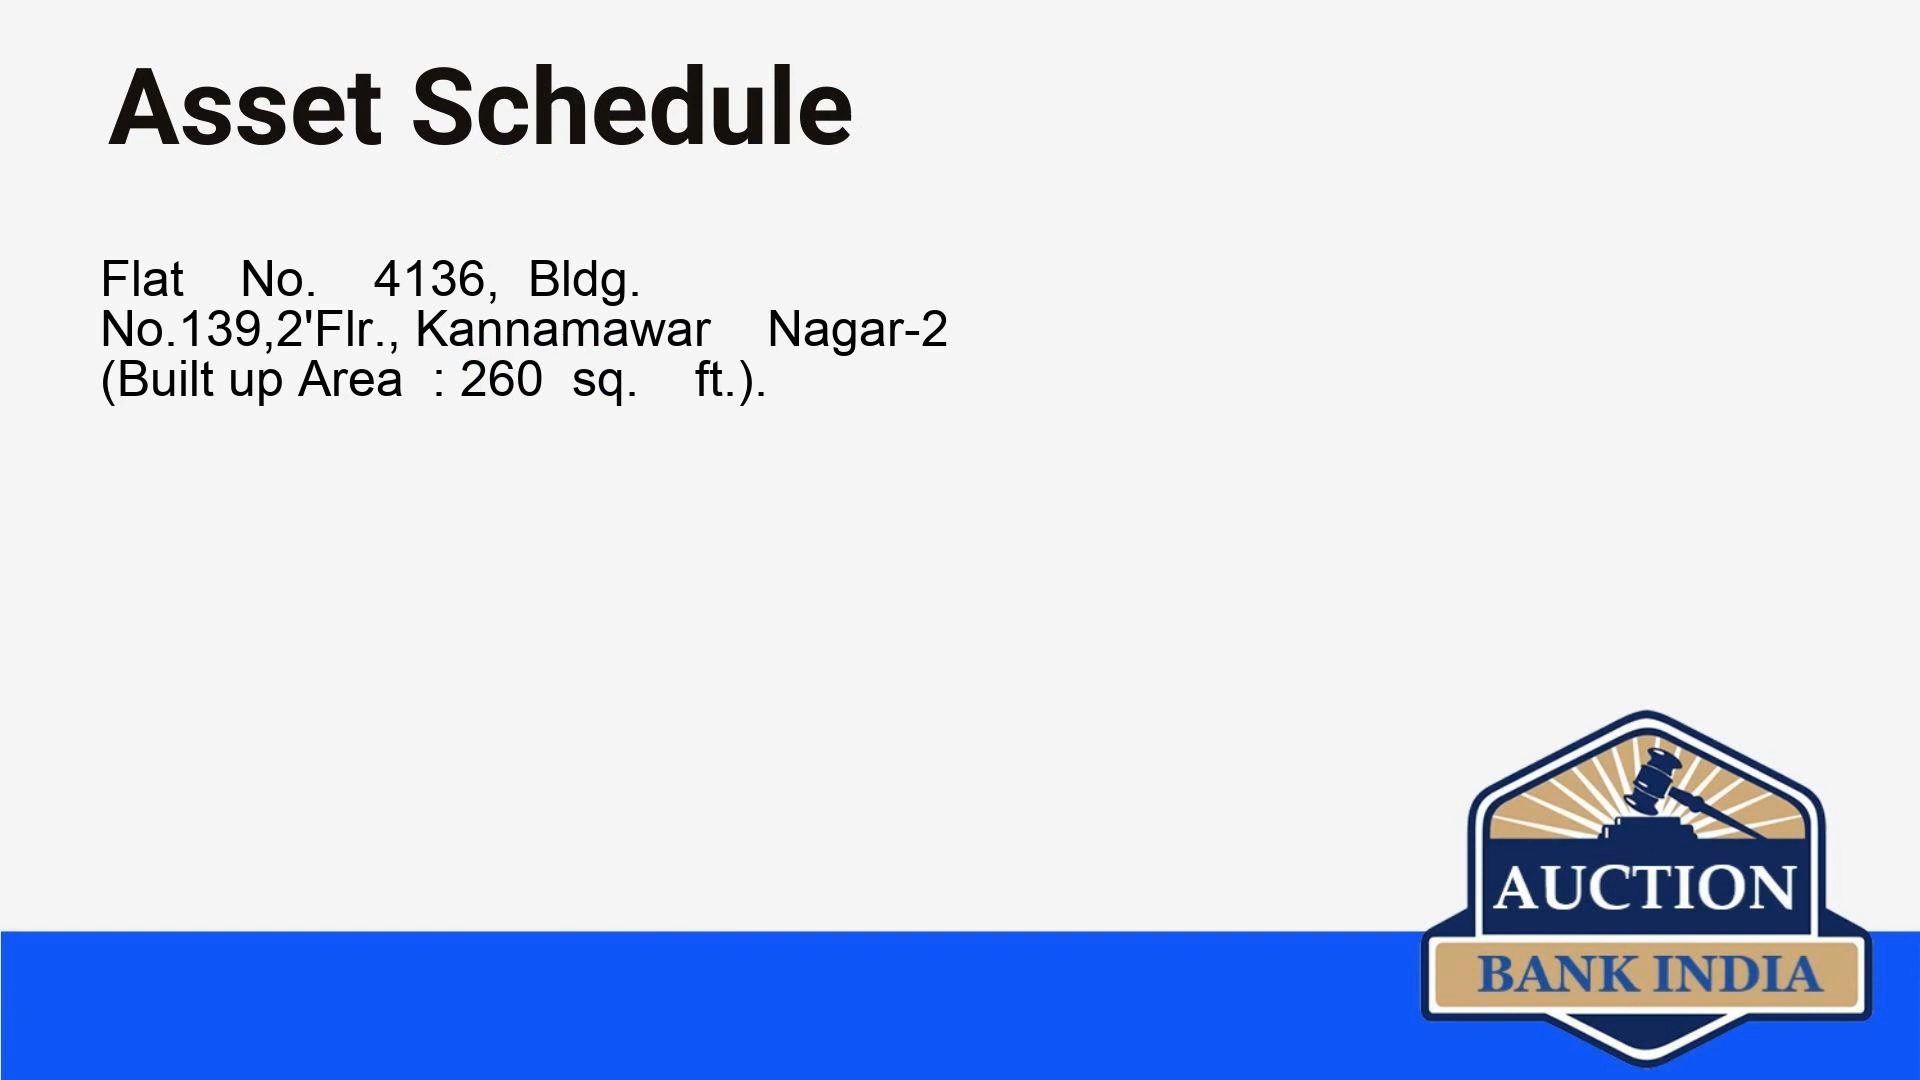 Asset Schedule
Flat No. 4136, Bldg.
No.139,2'Flr., Kannamawar Nagar-2
(Built up Area : 260 sq. ft.).
AUCTION
BANK INDIA